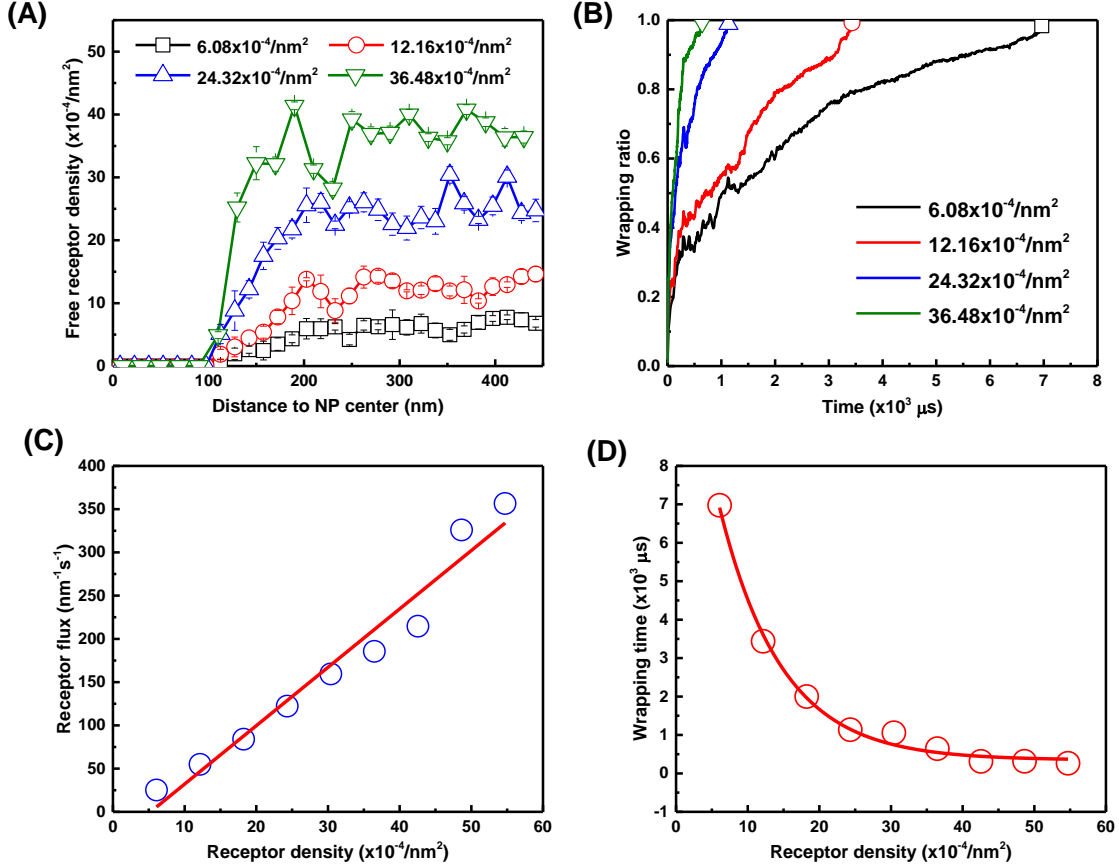 (A)
Free receptor density (x10⁻⁴/nm²)
50
40
30
20
10
0
6.08x10⁻⁴/nm²
12.16x10⁻⁴/nm²
24.32x10⁻⁴/nm²
36.48x10⁻⁴/nm²
0
100
200
300
400
Distance to NP center (nm)
(B)
Wrapping ratio
1.0
0.8
0.6
0.4
0.2
6.08x10⁻⁴/nm²
12.16x10⁻⁴/nm²
24.32x10⁻⁴/nm²
36.48x10⁻⁴/nm²
0
1
2
3
4
5
6
7
8
Time (x10³ μs)
(C)
Receptor flux (nm⁻¹s⁻¹)
400
350
300
250
200
150
100
50
0
0
10
20
30
40
50
60
Receptor density (x10⁻⁴/nm²)
(D)
Wrapping time (x10³ μs)
8
7
6
5
4
3
2
1
0
-1
0
10
20
30
40
50
60
Receptor density (x10⁻⁴/nm²)